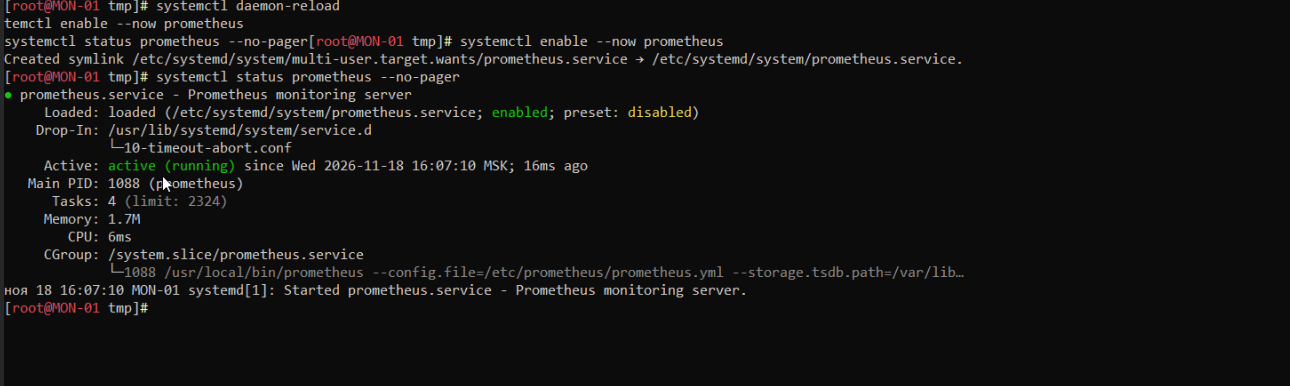 [root@MON-01 tmp]# systemctl daemon-reload
temctl enable --now prometheus
systemctl status prometheus --no-pager[root@MON-01 tmp]# systemctl enable --now prometheus
Created symlink /etc/systemd/system/multi-user.target.wants/prometheus.service → /etc/systemd/system/prometheus.service.
[root@MON-01 tmp]# systemctl status prometheus --no-pager
● prometheus.service - Prometheus monitoring server
Loaded: loaded (/etc/systemd/system/prometheus.service; enabled; preset: disabled)
Drop-In: /usr/lib/systemd/system/service.d
└─10-timeout-abort.conf
Active: active (running) since Wed 2026-11-18 16:07:10 MSK; 16ms ago
Main PID: 1088 (prometheus)
Tasks: 4 (limit: 2324)
Memory: 1.7M
CPU: 6ms
CGroup: /system.slice/prometheus.service
└─1088 /usr/local/bin/prometheus --config.file=/etc/prometheus/prometheus.yml --storage.tsdb.path=/var/lib…
ноя 18 16:07:10 MON-01 systemd[1]: Started prometheus.service - Prometheus monitoring server.
[root@MON-01 tmp]#